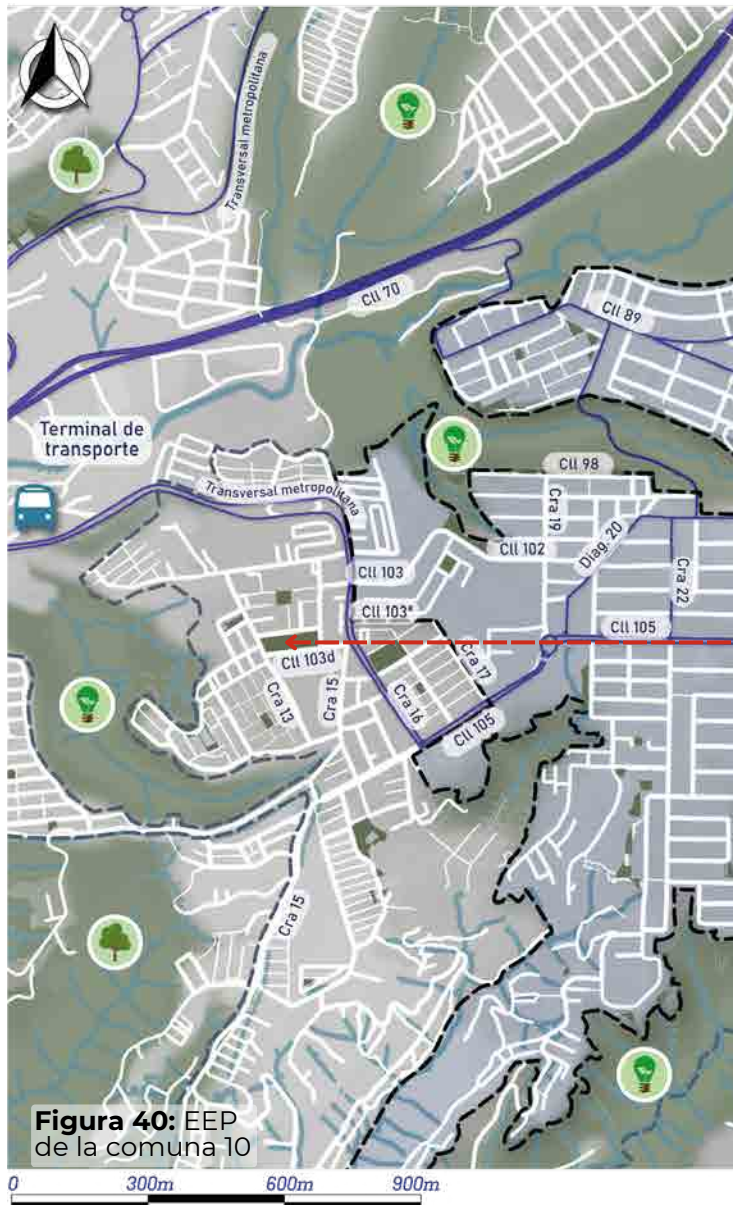 Transversal metropolitana
Cll 70
Cll 89
Terminal de
transporte
Cll 98
Transversal metropolitana
Cra 19
Diag. 20
Cll 102
Cra 22
Cll 103
Cll 103ª
Cll 105
Cll 103d
Cra 17
Cra 13
Cra 15
Cra 16
Cll 105
Cra 15
Figura 40: EEP
de la comuna 10
0 300m 600m 900m